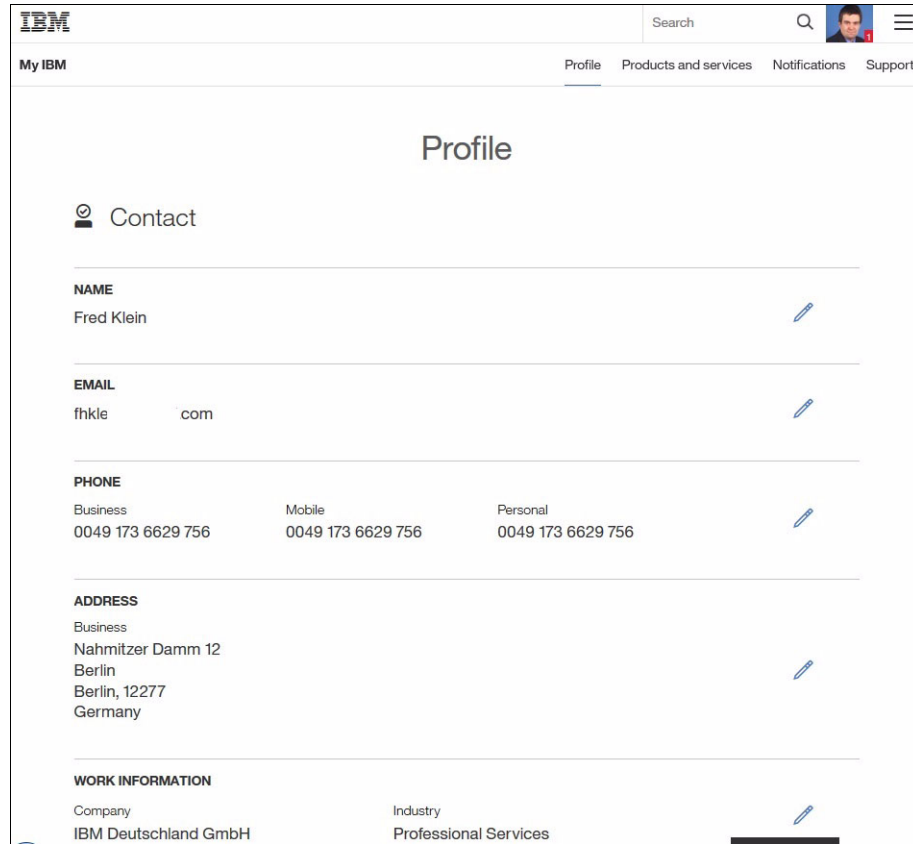 IBM
Search
1
My IBM
Profile Products and services Notifications Support
Profile
Contact
NAME
Fred Klein
EMAIL
fhkle .com
PHONE
Business Mobile Personal
0049 173 6629 756 0049 173 6629 756 0049 173 6629 756
ADDRESS
Business
Nahmitzer Damm 12
Berlin
Berlin, 12277
Germany
WORK INFORMATION
Company Industry
IBM Deutschland GmbH Professional Services